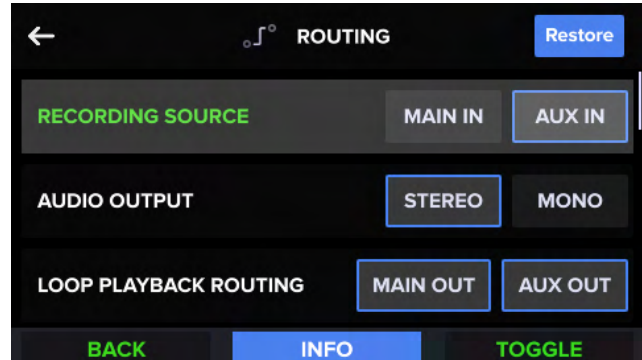 ROUTING Restore
RECORDING SOURCE MAIN IN AUX IN
AUDIO OUTPUT STEREO MONO
LOOP PLAYBACK ROUTING MAIN OUT AUX OUT
BACK INFO TOGGLE